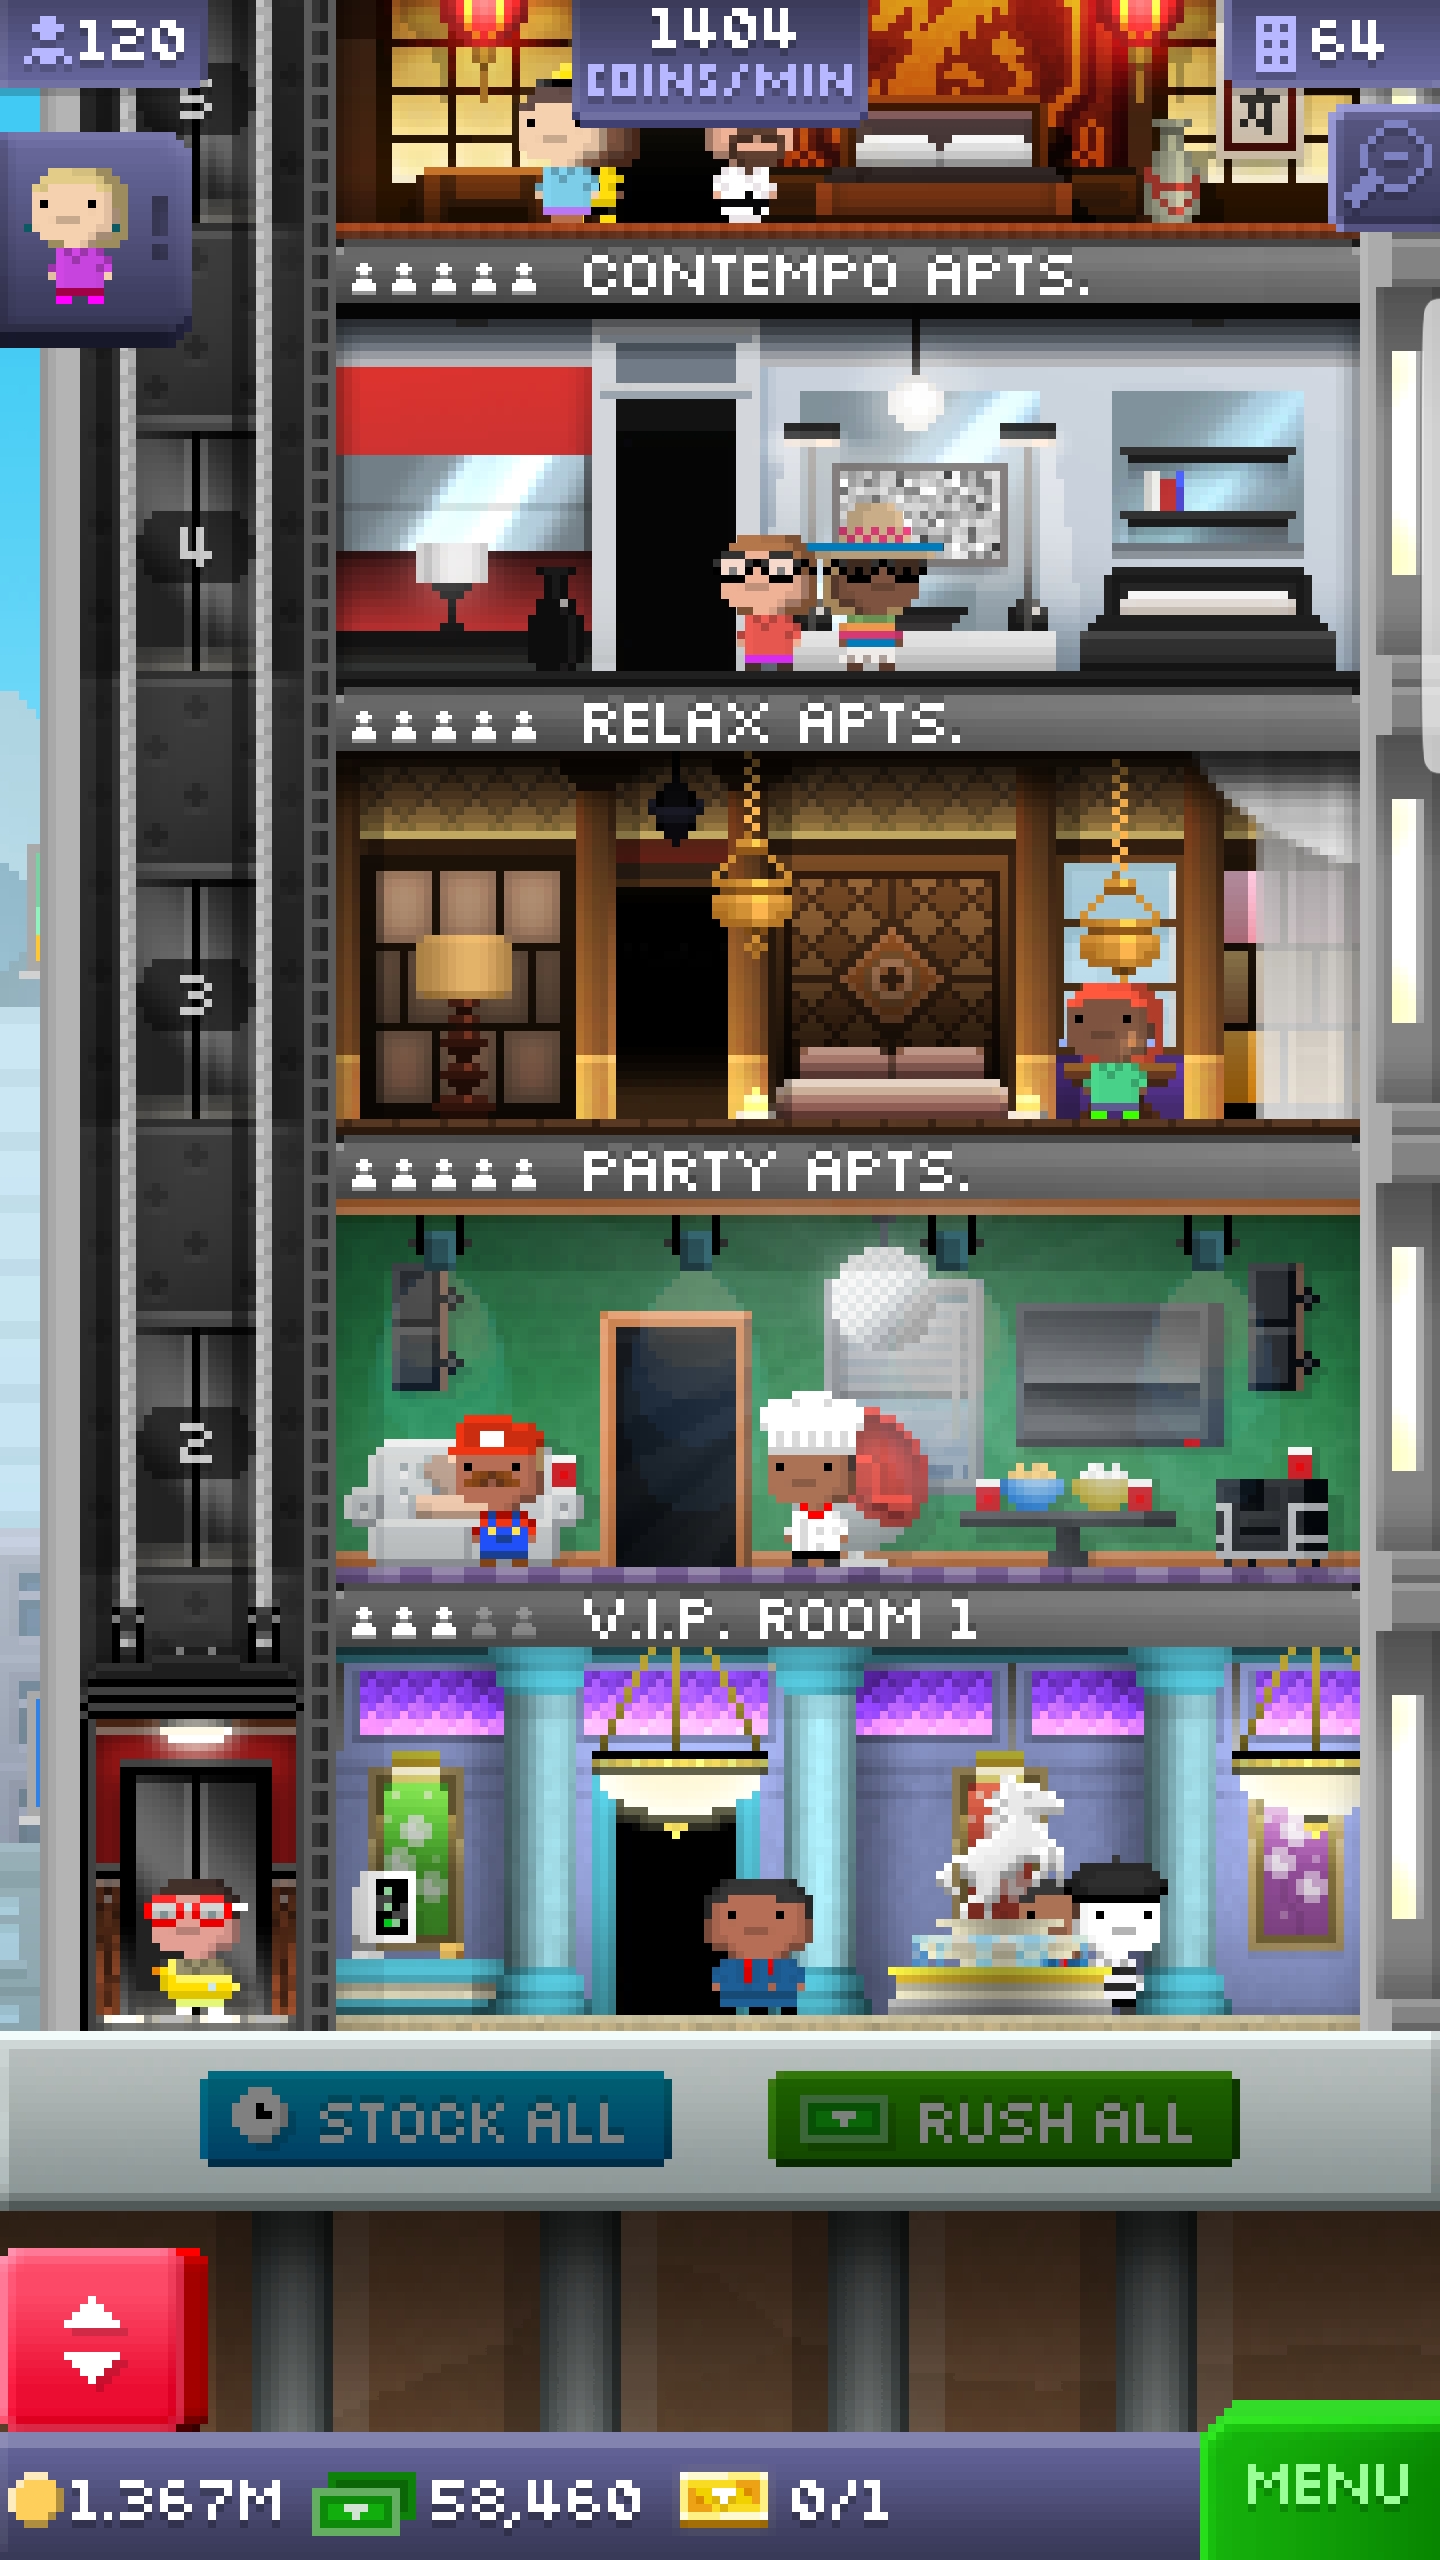 120
1404
COINS/MIN
64
5
!
CONTEMPO APTS.
4
RELAX APTS.
3
PARTY APTS.
2
V.I.P. ROOM 1
STOCK ALL
RUSH ALL
1.367M
58,460
0/1
MENU